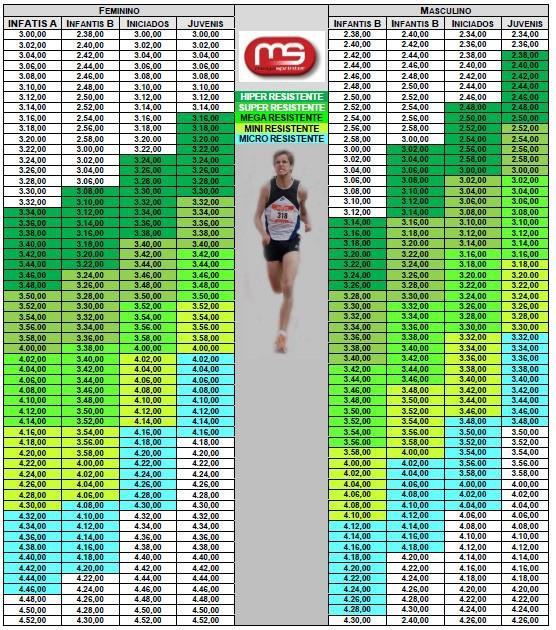 FEMININO
INFATIS A INFANTIS B INICIADOS JUVENIS
3.00,00 2.38,00 3.00,00 3.00,00
3.02,00 2.40,00 3.02,00 3.02,00
3.04,00 2.42,00 3.04,00 3.04,00
3.06,00 2.44,00 3.06,00 3.06,00
3.08,00 2.46,00 3.08,00 3.08,00
3.10,00 2.48,00 3.10,00 3.10,00
3.12,00 2.50,00 3.12,00 3.12,00
3.14,00 2.52,00 3.14,00 3.14,00
3.16,00 2.54,00 3.16,00 3.16,00
3.18,00 2.56,00 3.18,00 3.18,00
3.20,00 2.58,00 3.20,00 3.20,00
3.22,00 3.00,00 3.22,00 3.22,00
3.24,00 3.02,00 3.24,00 3.24,00
3.26,00 3.04,00 3.26,00 3.26,00
3.28,00 3.06,00 3.28,00 3.28,00
3.30,00 3.08,00 3.30,00 3.30,00
3.32,00 3.10,00 3.32,00 3.32,00
3.34,00 3.12,00 3.34,00 3.34,00
3.36,00 3.14,00 3.36,00 3.36,00
3.38,00 3.16,00 3.38,00 3.38,00
3.40,00 3.18,00 3.40,00 3.40,00
3.42,00 3.20,00 3.42,00 3.42,00
3.44,00 3.22,00 3.44,00 3.44,00
3.46,00 3.24,00 3.46,00 3.46,00
3.48,00 3.26,00 3.48,00 3.48,00
3.50,00 3.28,00 3.50,00 3.50,00
3.52,00 3.30,00 3.52,00 3.52,00
3.54,00 3.32,00 3.54,00 3.54,00
3.56,00 3.34,00 3.56,00 3.56,00
3.58,00 3.36,00 3.58,00 3.58,00
4.00,00 3.38,00 4.00,00 4.00,00
4.02,00 3.40,00 4.02,00 4.02,00
4.04,00 3.42,00 4.04,00 4.04,00
4.06,00 3.44,00 4.06,00 4.06,00
4.08,00 3.46,00 4.08,00 4.08,00
4.10,00 3.48,00 4.10,00 4.10,00
4.12,00 3.50,00 4.12,00 4.12,00
4.14,00 3.52,00 4.14,00 4.14,00
4.16,00 3.54,00 4.16,00 4.16,00
4.18,00 3.56,00 4.18,00 4.18,00
4.20,00 3.58,00 4.20,00 4.20,00
4.22,00 4.00,00 4.22,00 4.22,00
4.24,00 4.02,00 4.24,00 4.24,00
4.26,00 4.04,00 4.26,00 4.26,00
4.28,00 4.06,00 4.28,00 4.28,00
4.30,00 4.08,00 4.30,00 4.30,00
4.32,00 4.10,00 4.32,00 4.32,00
4.34,00 4.12,00 4.34,00 4.34,00
4.36,00 4.14,00 4.36,00 4.36,00
4.38,00 4.16,00 4.38,00 4.38,00
4.40,00 4.18,00 4.40,00 4.40,00
4.42,00 4.20,00 4.42,00 4.42,00
4.44,00 4.22,00 4.44,00 4.44,00
4.46,00 4.24,00 4.46,00 4.46,00
4.48,00 4.26,00 4.48,00 4.48,00
4.50,00 4.28,00 4.50,00 4.50,00
4.52,00 4.30,00 4.52,00 4.52,00
ms
megasprinter
HIPER RESISTENTE
SUPER RESISTENTE
MEGA RESISTENTE
MINI RESISTENTE
MICRO RESISTENTE
318
MASCULINO
INFANTIS B INFANTIS B INICIADOS JUVENIS
2.38,00 2.40,00 2.34,00 2.34,00
2.40,00 2.42,00 2.36,00 2.36,00
2.42,00 2.44,00 2.38,00 2.38,00
2.44,00 2.46,00 2.40,00 2.40,00
2.46,00 2.48,00 2.42,00 2.42,00
2.48,00 2.50,00 2.44,00 2.44,00
2.50,00 2.52,00 2.46,00 2.46,00
2.52,00 2.54,00 2.48,00 2.48,00
2.54,00 2.56,00 2.50,00 2.50,00
2.56,00 2.58,00 2.52,00 2.52,00
2.58,00 3.00,00 2.54,00 2.54,00
3.00,00 3.02,00 2.56,00 2.56,00
3.02,00 3.04,00 2.58,00 2.58,00
3.04,00 3.06,00 3.00,00 3.00,00
3.06,00 3.08,00 3.02,00 3.02,00
3.08,00 3.10,00 3.04,00 3.04,00
3.10,00 3.12,00 3.06,00 3.06,00
3.12,00 3.14,00 3.08,00 3.08,00
3.14,00 3.16,00 3.10,00 3.10,00
3.16,00 3.18,00 3.12,00 3.12,00
3.18,00 3.20,00 3.14,00 3.14,00
3.20,00 3.22,00 3.16,00 3.16,00
3.22,00 3.24,00 3.18,00 3.18,00
3.24,00 3.26,00 3.20,00 3.20,00
3.26,00 3.28,00 3.22,00 3.22,00
3.28,00 3.30,00 3.24,00 3.24,00
3.30,00 3.32,00 3.26,00 3.26,00
3.32,00 3.34,00 3.28,00 3.28,00
3.34,00 3.36,00 3.30,00 3.30,00
3.36,00 3.38,00 3.32,00 3.32,00
3.38,00 3.40,00 3.34,00 3.34,00
3.40,00 3.42,00 3.36,00 3.36,00
3.42,00 3.44,00 3.38,00 3.38,00
3.44,00 3.46,00 3.40,00 3.40,00
3.46,00 3.48,00 3.42,00 3.42,00
3.48,00 3.50,00 3.44,00 3.44,00
3.50,00 3.52,00 3.46,00 3.46,00
3.52,00 3.54,00 3.48,00 3.48,00
3.54,00 3.56,00 3.50,00 3.50,00
3.56,00 3.58,00 3.52,00 3.52,00
3.58,00 4.00,00 3.54,00 3.54,00
4.00,00 4.02,00 3.56,00 3.56,00
4.02,00 4.04,00 3.58,00 3.58,00
4.04,00 4.06,00 4.00,00 4.00,00
4.06,00 4.08,00 4.02,00 4.02,00
4.08,00 4.10,00 4.04,00 4.04,00
4.10,00 4.12,00 4.06,00 4.06,00
4.12,00 4.14,00 4.08,00 4.08,00
4.14,00 4.16,00 4.10,00 4.10,00
4.16,00 4.18,00 4.12,00 4.12,00
4.18,00 4.20,00 4.14,00 4.14,00
4.20,00 4.22,00 4.16,00 4.16,00
4.22,00 4.24,00 4.18,00 4.18,00
4.24,00 4.26,00 4.20,00 4.20,00
4.26,00 4.28,00 4.22,00 4.22,00
4.28,00 4.30,00 4.24,00 4.24,00
4.30,00 2.40,00 4.26,00 4.26,00